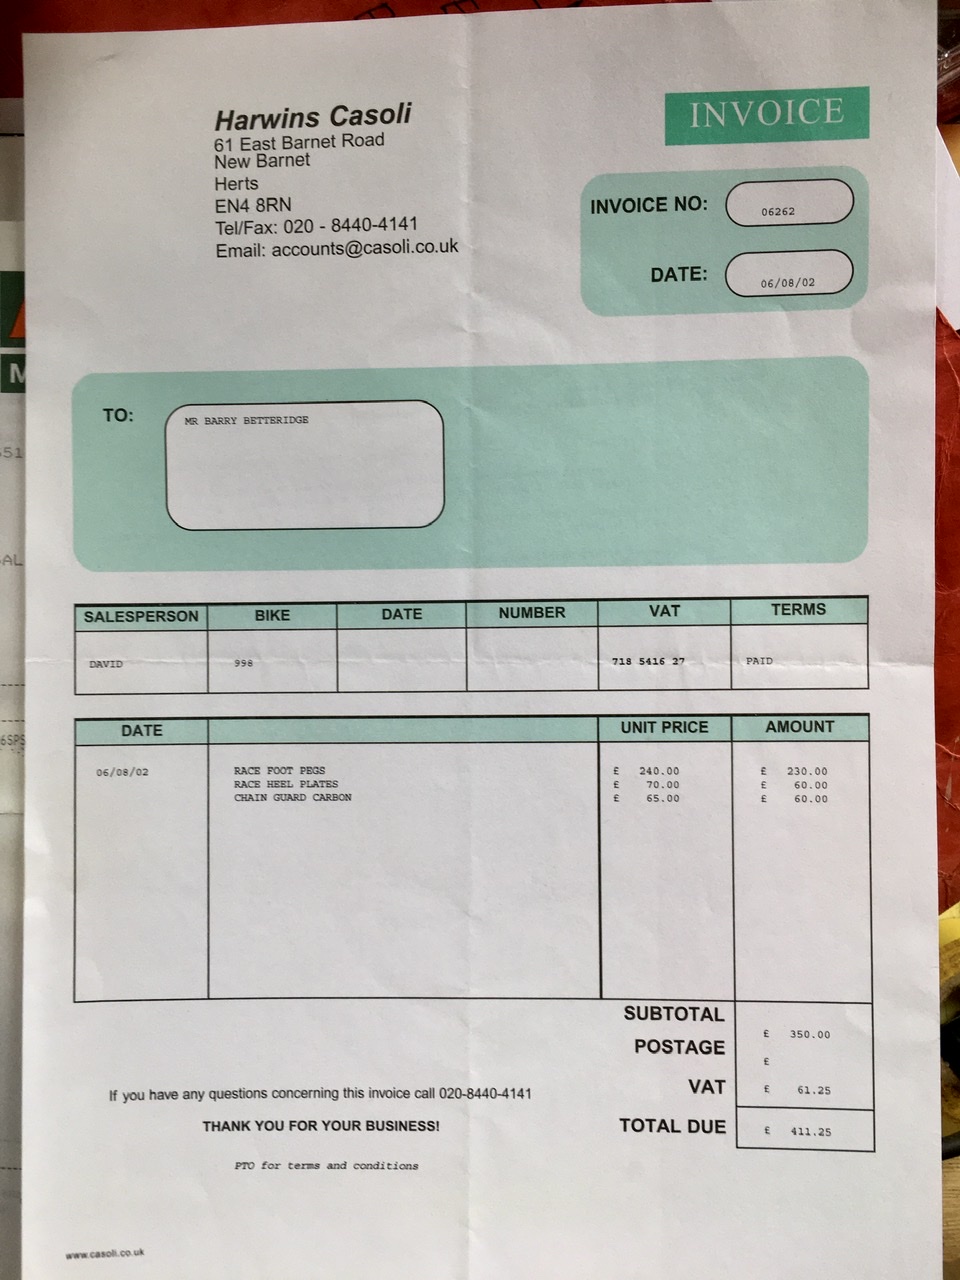 Harwins Casoli
61 East Barnet Road
New Barnet
Herts
EN4 8RN
Tel/Fax: 020 - 8440-4141
Email: accounts@casoli.co.uk
INVOICE
INVOICE NO: 06262
DATE: 06/08/02
TO: MR BARRY BETTERIDGE
SALESPERSON BIKE DATE NUMBER VAT TERMS
DAVID 998 718 5416 27 PAID
DATE UNIT PRICE AMOUNT
06/08/02 RACE FOOT PEGS £ 240.00 £ 230.00
RACE HEEL PLATES £ 70.00 £ 60.00
CHAIN GUARD CARBON £ 65.00 £ 60.00
SUBTOTAL £ 350.00
POSTAGE £
VAT £ 61.25
TOTAL DUE £ 411.25
If you have any questions concerning this invoice call 020-8440-4141
THANK YOU FOR YOUR BUSINESS!
PTO for terms and conditions
www.casoli.co.uk